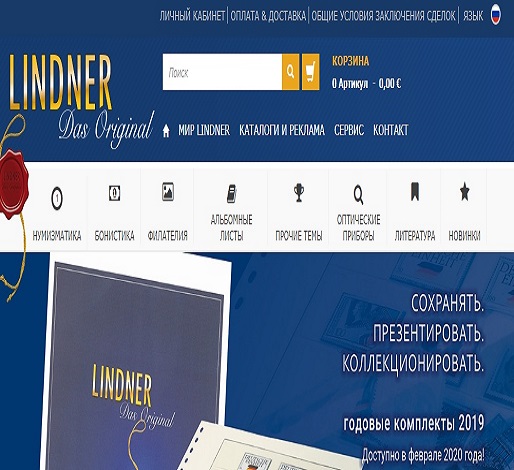 ЛИЧНЫЙ КАБИНЕТ| ОПЛАТА & ДОСТАВКА| ОБЩИЕ УСЛОВИЯ ЗАКЛЮЧЕНИЯ СДЕЛОК| ЯЗЫК
LINDNER
Das Original
Поиск
КОРЗИНА
0 Артикул – 0,00 €
МИР LINDNER КАТАЛОГИ И РЕКЛАМА СЕРВИС КОНТАКТ
НУМИЗМАТИКА
БОНИСТИКА
ФИЛАТЕЛИЯ
АЛЬБОМНЫЕ
ЛИСТЫ
ПРОЧИЕ ТЕМЫ
ОПТИЧЕСКИЕ
ПРИБОРЫ
ЛИТЕРАТУРА
НОВИНКИ
LINDNER
Das Original
СОХРАНЯТЬ.
ПРЕЗЕНТИРОВАТЬ.
КОЛЛЕКЦИОНИРОВАТЬ.
годовые комплекты 2019
Доступно в феврале 2020 года!